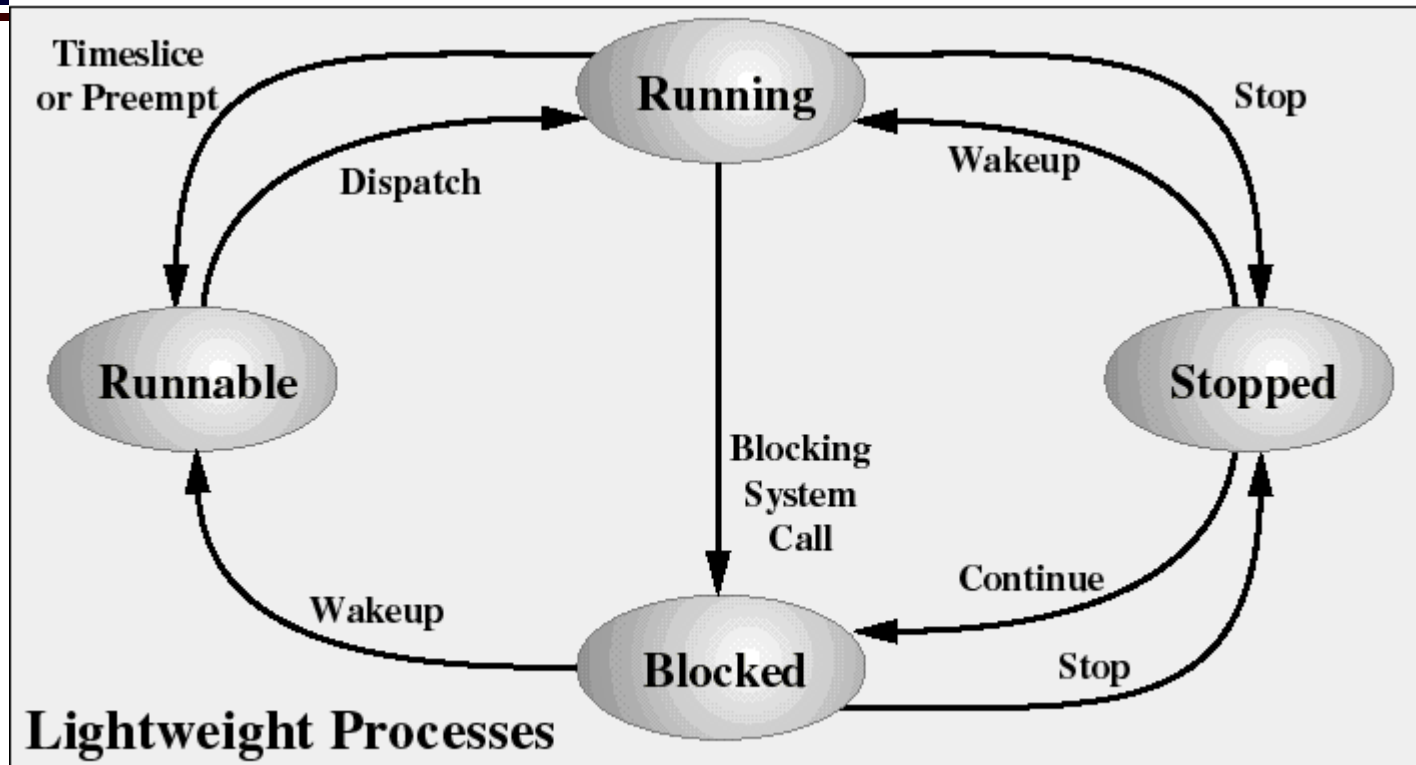 Timeslice
or Preempt
Running
Stop
Dispatch
Wakeup
Runnable
Stopped
Blocking
System
Call
Continue
Wakeup
Blocked
Stop
Lightweight Processes